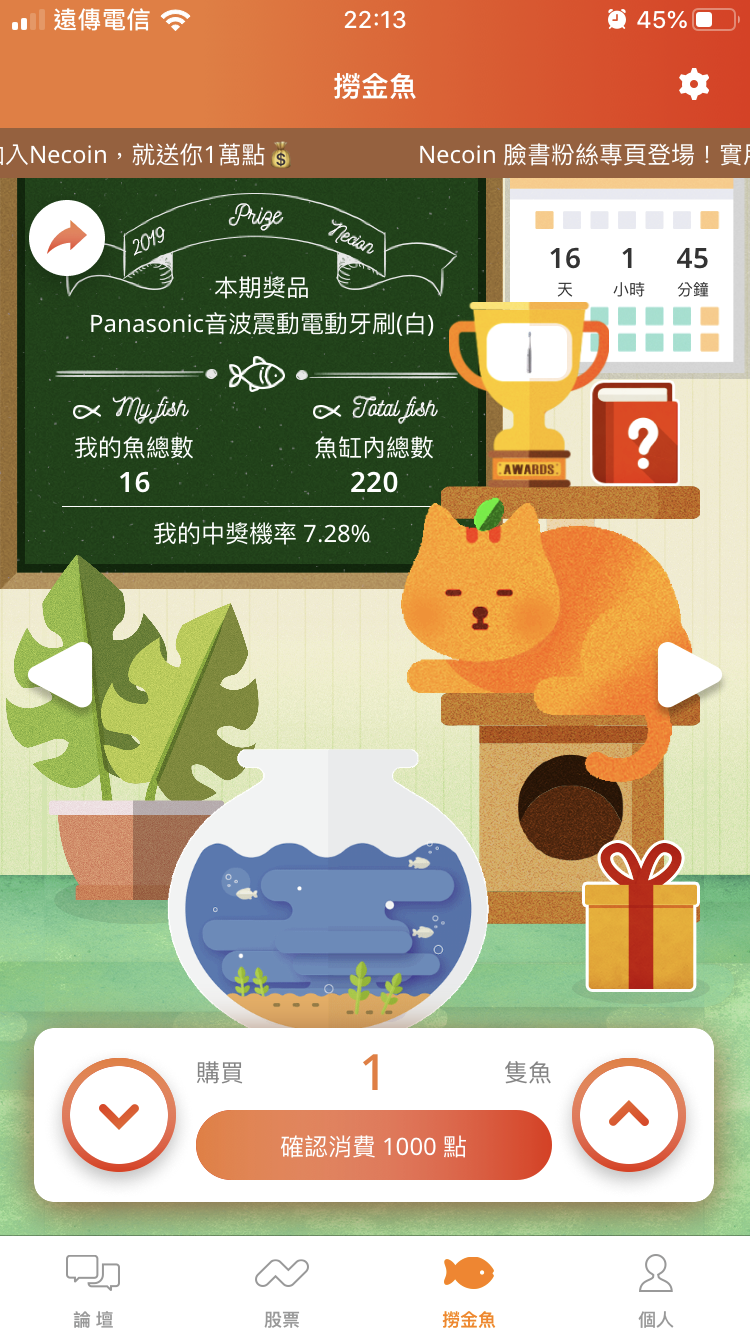 遠傳電信 22:13 45%
撈金魚
入Necoin，就送你1萬點💰 Necoin 臉書粉絲專頁登場！實
2019 Prize Necion
本期獎品
Panasonic音波震動電動牙刷(白)
16 1 45
天 小時 分鐘
My fish Total fish
我的魚總數 魚缸內總數
16 220
我的中獎機率 7.28%
AWARDS
?
購買 1 隻魚
確認消費 1000 點
論壇 股票 撈金魚 個人